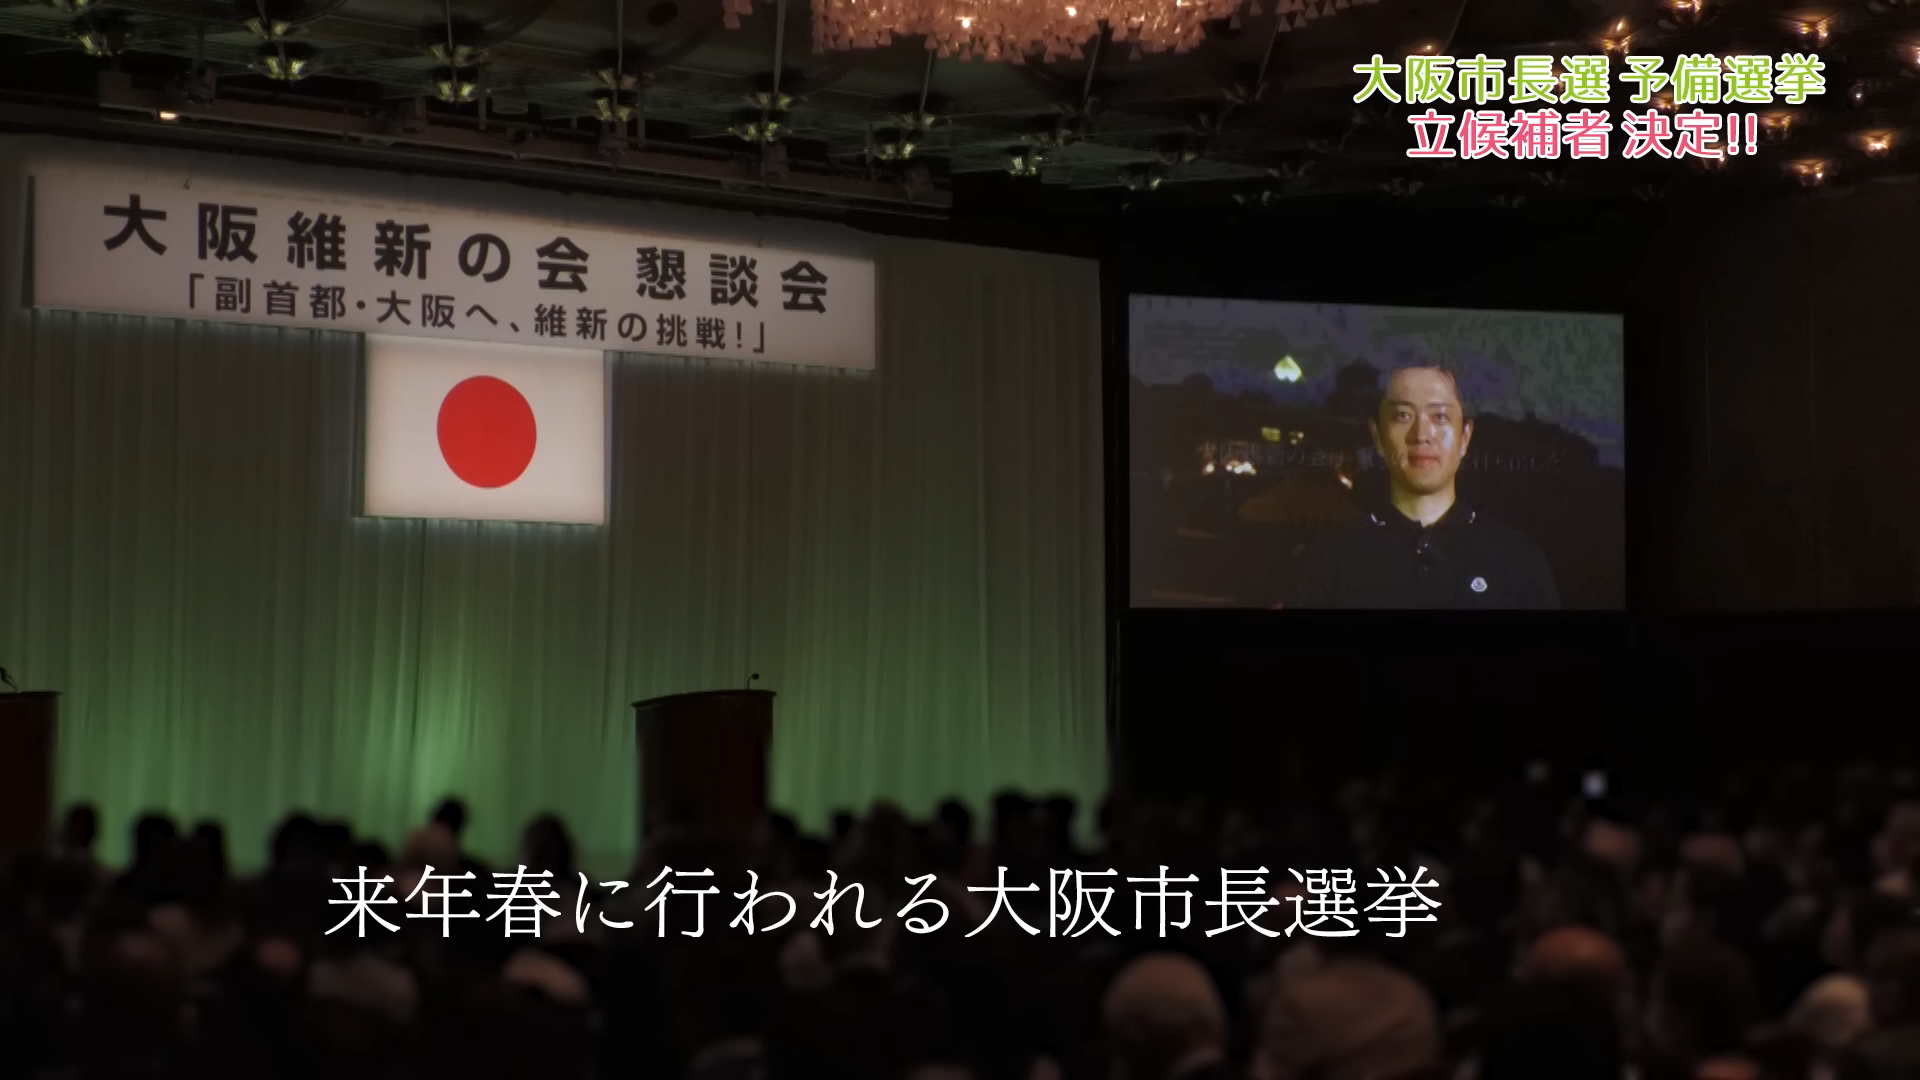 大阪市長選 予備選挙
立候補者 決定!!
大阪維新の会 懇談会
「副首都・大阪へ、維新の挑戦!」
来年春に行われる大阪市長選挙